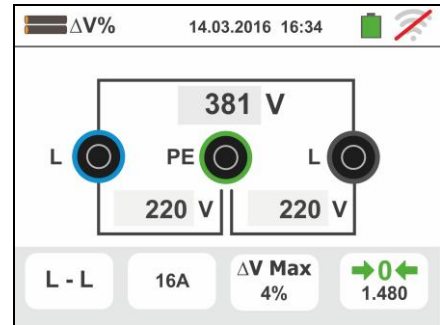 ΔV% 14.03.2016 16:34
381 V
L PE L
220 V 220 V
L - L 16A ΔV Max 4% →0← 1.480